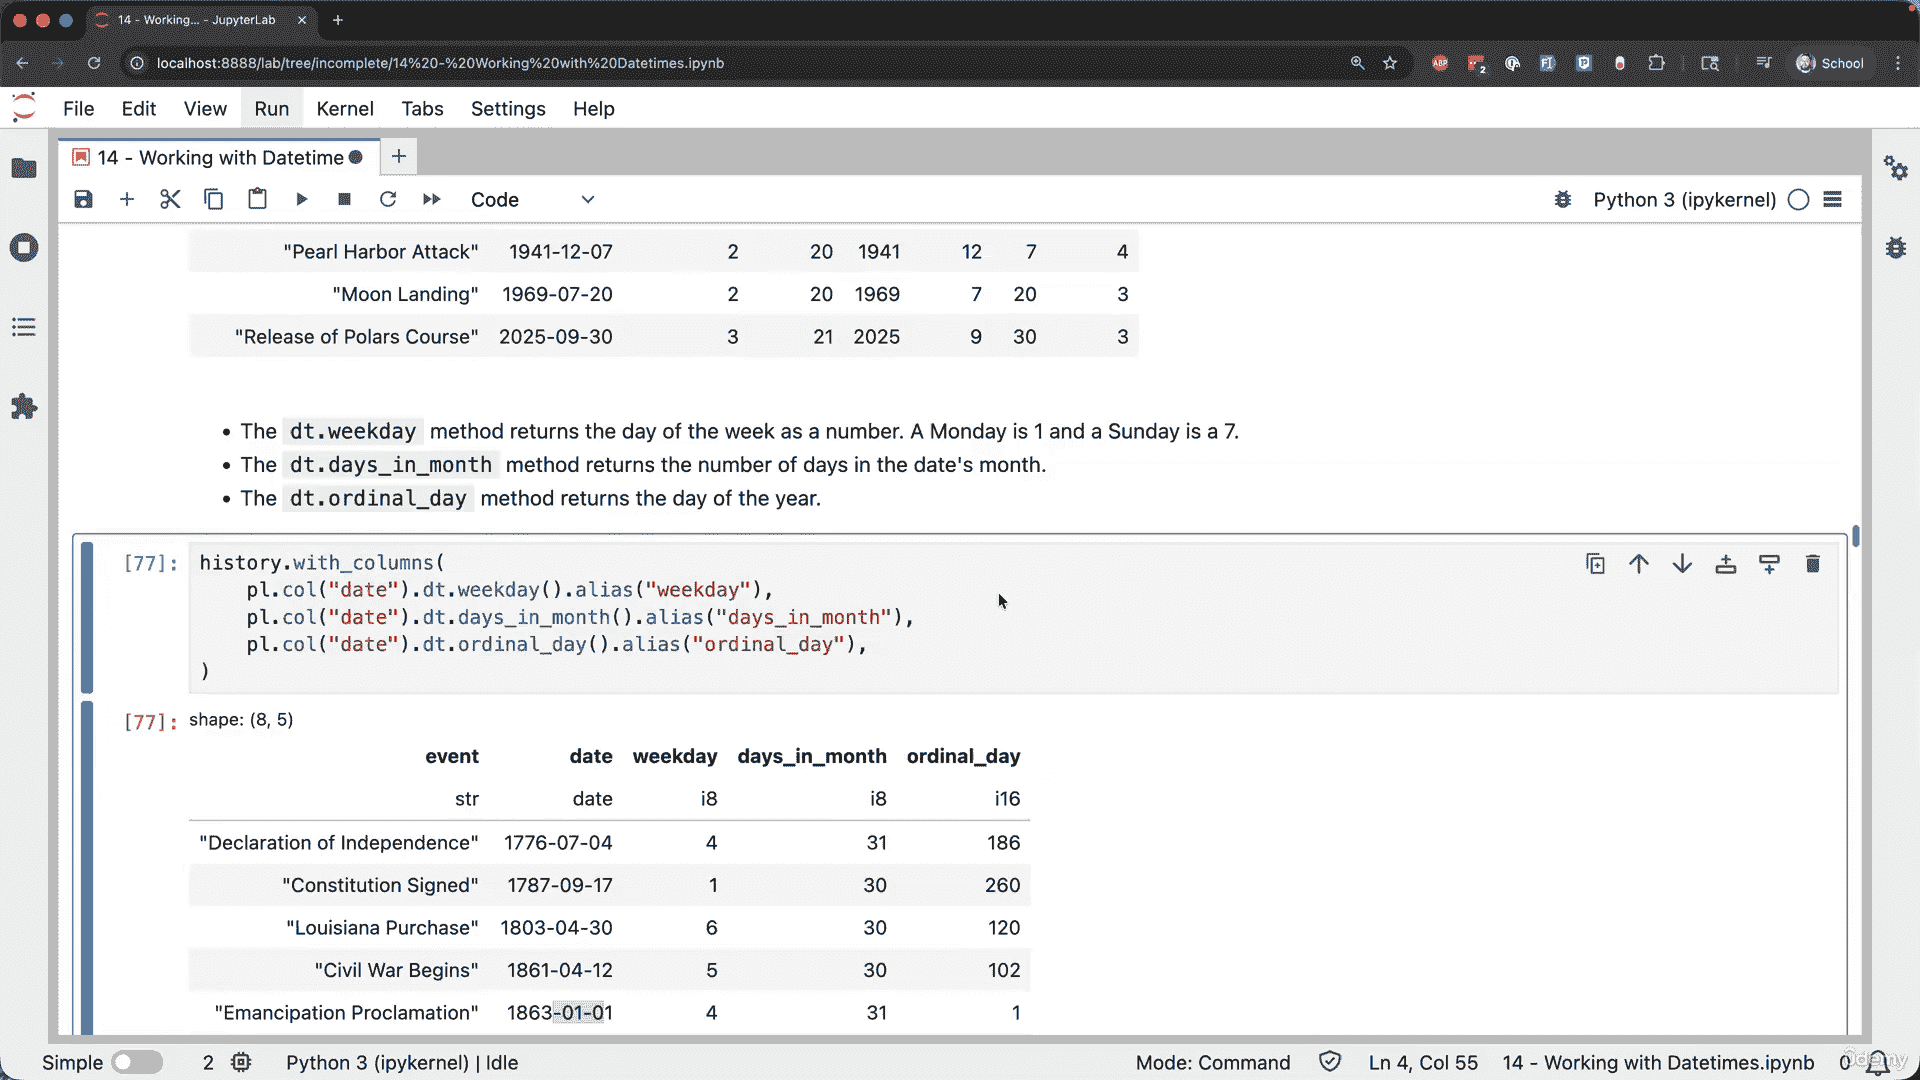 14 - Working... - JupyterLab
localhost:8888/lab/tree/incomplete/14%20-%20Working%20with%20Datetimes.ipynb
ABP
2
School
File Edit View Run Kernel Tabs Settings Help
14 - Working with Datetime
Code
Python 3 (ipykernel)
"Pearl Harbor Attack" 1941-12-07 2 20 1941 12 7 4
"Moon Landing" 1969-07-20 2 20 1969 7 20 3
"Release of Polars Course" 2025-09-30 3 21 2025 9 30 3
• The dt.weekday method returns the day of the week as a number. A Monday is 1 and a Sunday is a 7.
• The dt.days_in_month method returns the number of days in the date's month.
• The dt.ordinal_day method returns the day of the year.
[77]: history.with_columns(
pl.col("date").dt.weekday().alias("weekday"),
pl.col("date").dt.days_in_month().alias("days_in_month"),
pl.col("date").dt.ordinal_day().alias("ordinal_day"),
)
[77]: shape: (8, 5)
event date weekday days_in_month ordinal_day
str date i8 i8 i16
"Declaration of Independence" 1776-07-04 4 31 186
"Constitution Signed" 1787-09-17 1 30 260
"Louisiana Purchase" 1803-04-30 6 30 120
"Civil War Begins" 1861-04-12 5 30 102
"Emancipation Proclamation" 1863-01-01 4 31 1
Simple 2 Python 3 (ipykernel) | Idle Mode: Command Ln 4, Col 55 14 - Working with Datetimes.ipynb 0
udemy